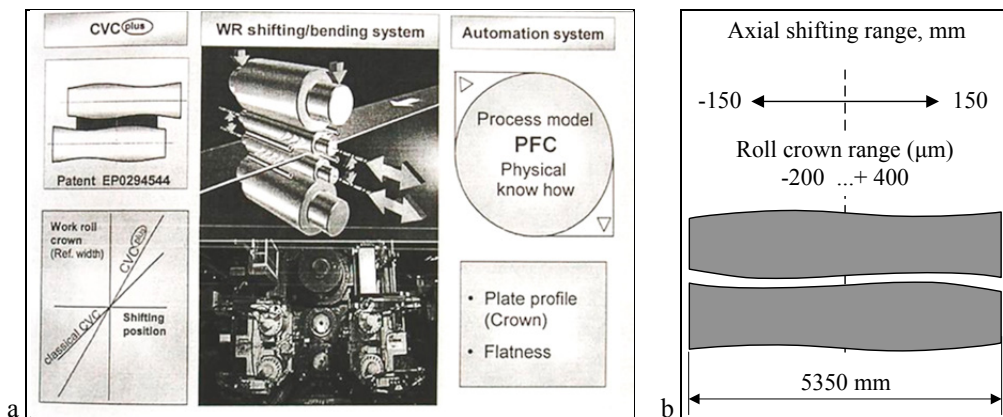 CVC plus
WR shifting/bending system
Automation system
Patent EP0294544
Process model
PFC
Physical
know how
Work roll
crown
(Ref. width)
CVC plus
classical CVC
Shifting
position
• Plate profile
(Crown)
• Flatness
a
Axial shifting range, mm
-150
150
Roll crown range (μm)
-200 ...+ 400
5350 mm
b